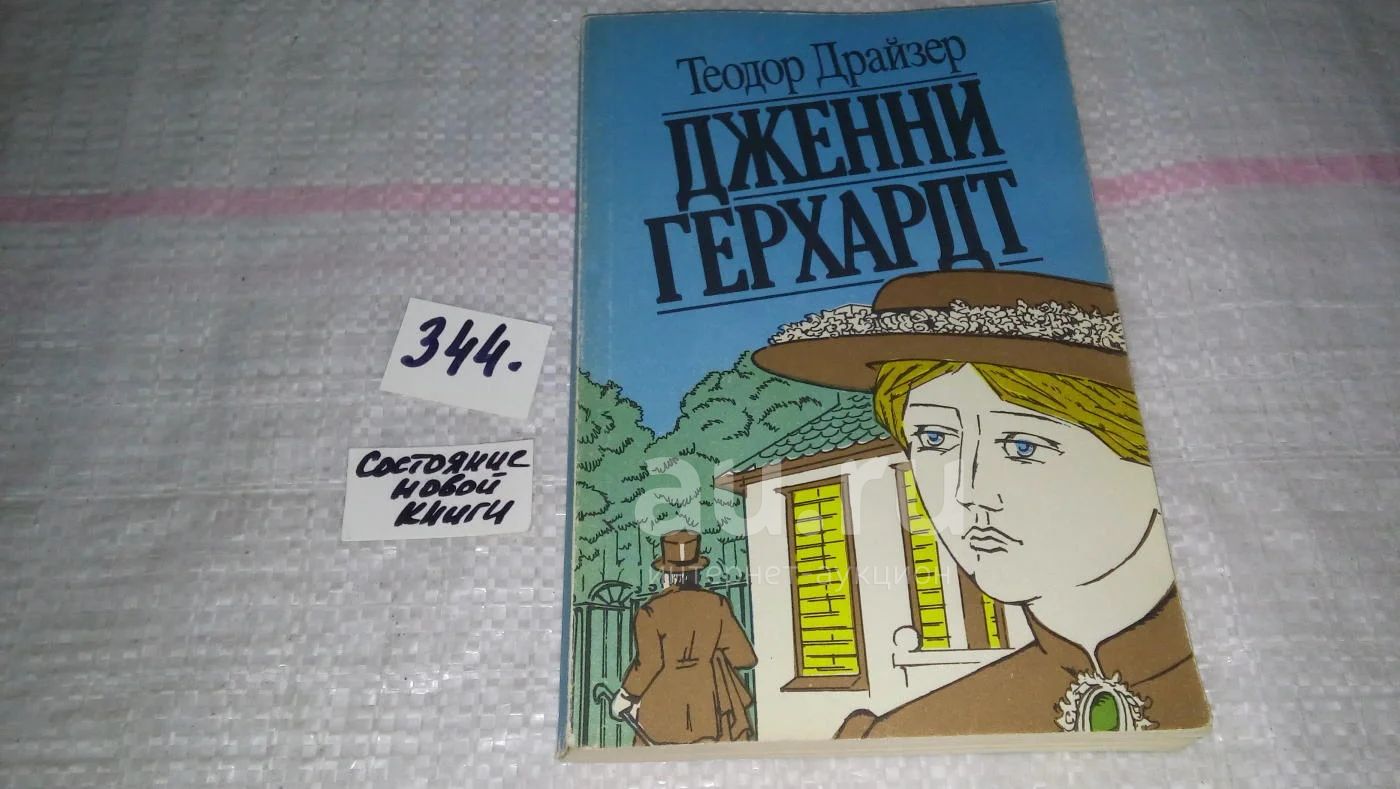 Теодор Драйзер
ДЖЕННИ
ГЕРХАРДТ
344.
Состояние
новой
книги
au.ru
интернет аукцион